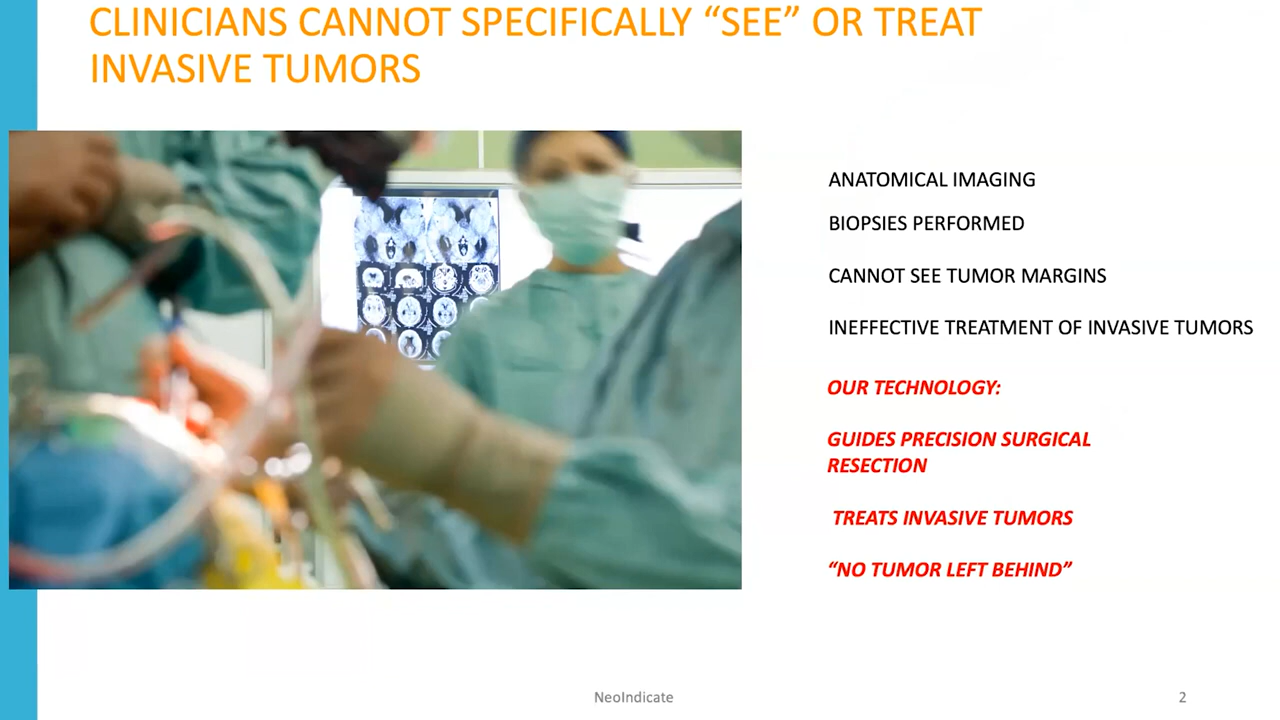 CLINICIANS CANNOT SPECIFICALLY “SEE” OR TREAT
INVASIVE TUMORS
ANATOMICAL IMAGING
BIOPSIES PERFORMED
CANNOT SEE TUMOR MARGINS
INEFFECTIVE TREATMENT OF INVASIVE TUMORS
OUR TECHNOLOGY:
GUIDES PRECISION SURGICAL
RESECTION
TREATS INVASIVE TUMORS
“NO TUMOR LEFT BEHIND”
NeoIndicate
2